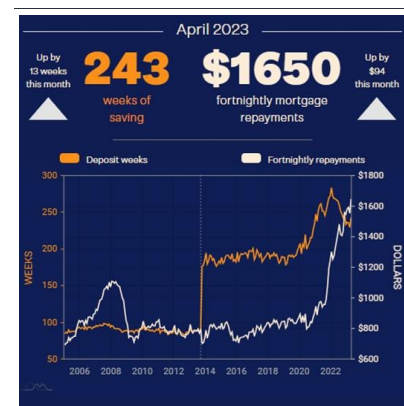 April 2023
Up by
13 weeks
this month
243
weeks of
saving
$1650
fortnightly mortgage
repayments
Up by
$94
this month
Deposit weeks
Fortnightly repayments
300
250
200
150
100
50
WEEKS
$1800
$1600
$1400
$1200
$1000
$800
$600
DOLLARS
2006 2008 2010 2012 2014 2016 2018 2020 2022